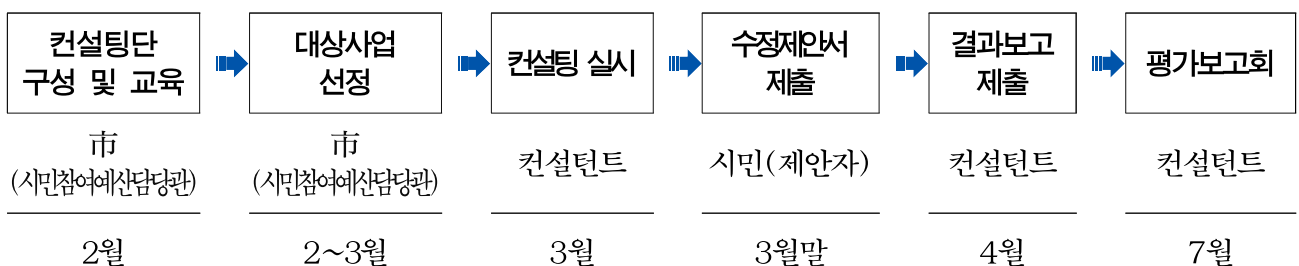 컨설팅단
구성 및 교육
대상사업
선정
컨설팅 실시
수정제안서
제출
결과보고
제출
평가보고회
市
(시민참여예산담당관)
市
(시민참여예산담당관)
컨설턴트
시민(제안자)
컨설턴트
컨설턴트
2월
2~3월
3월
3월말
4월
7월